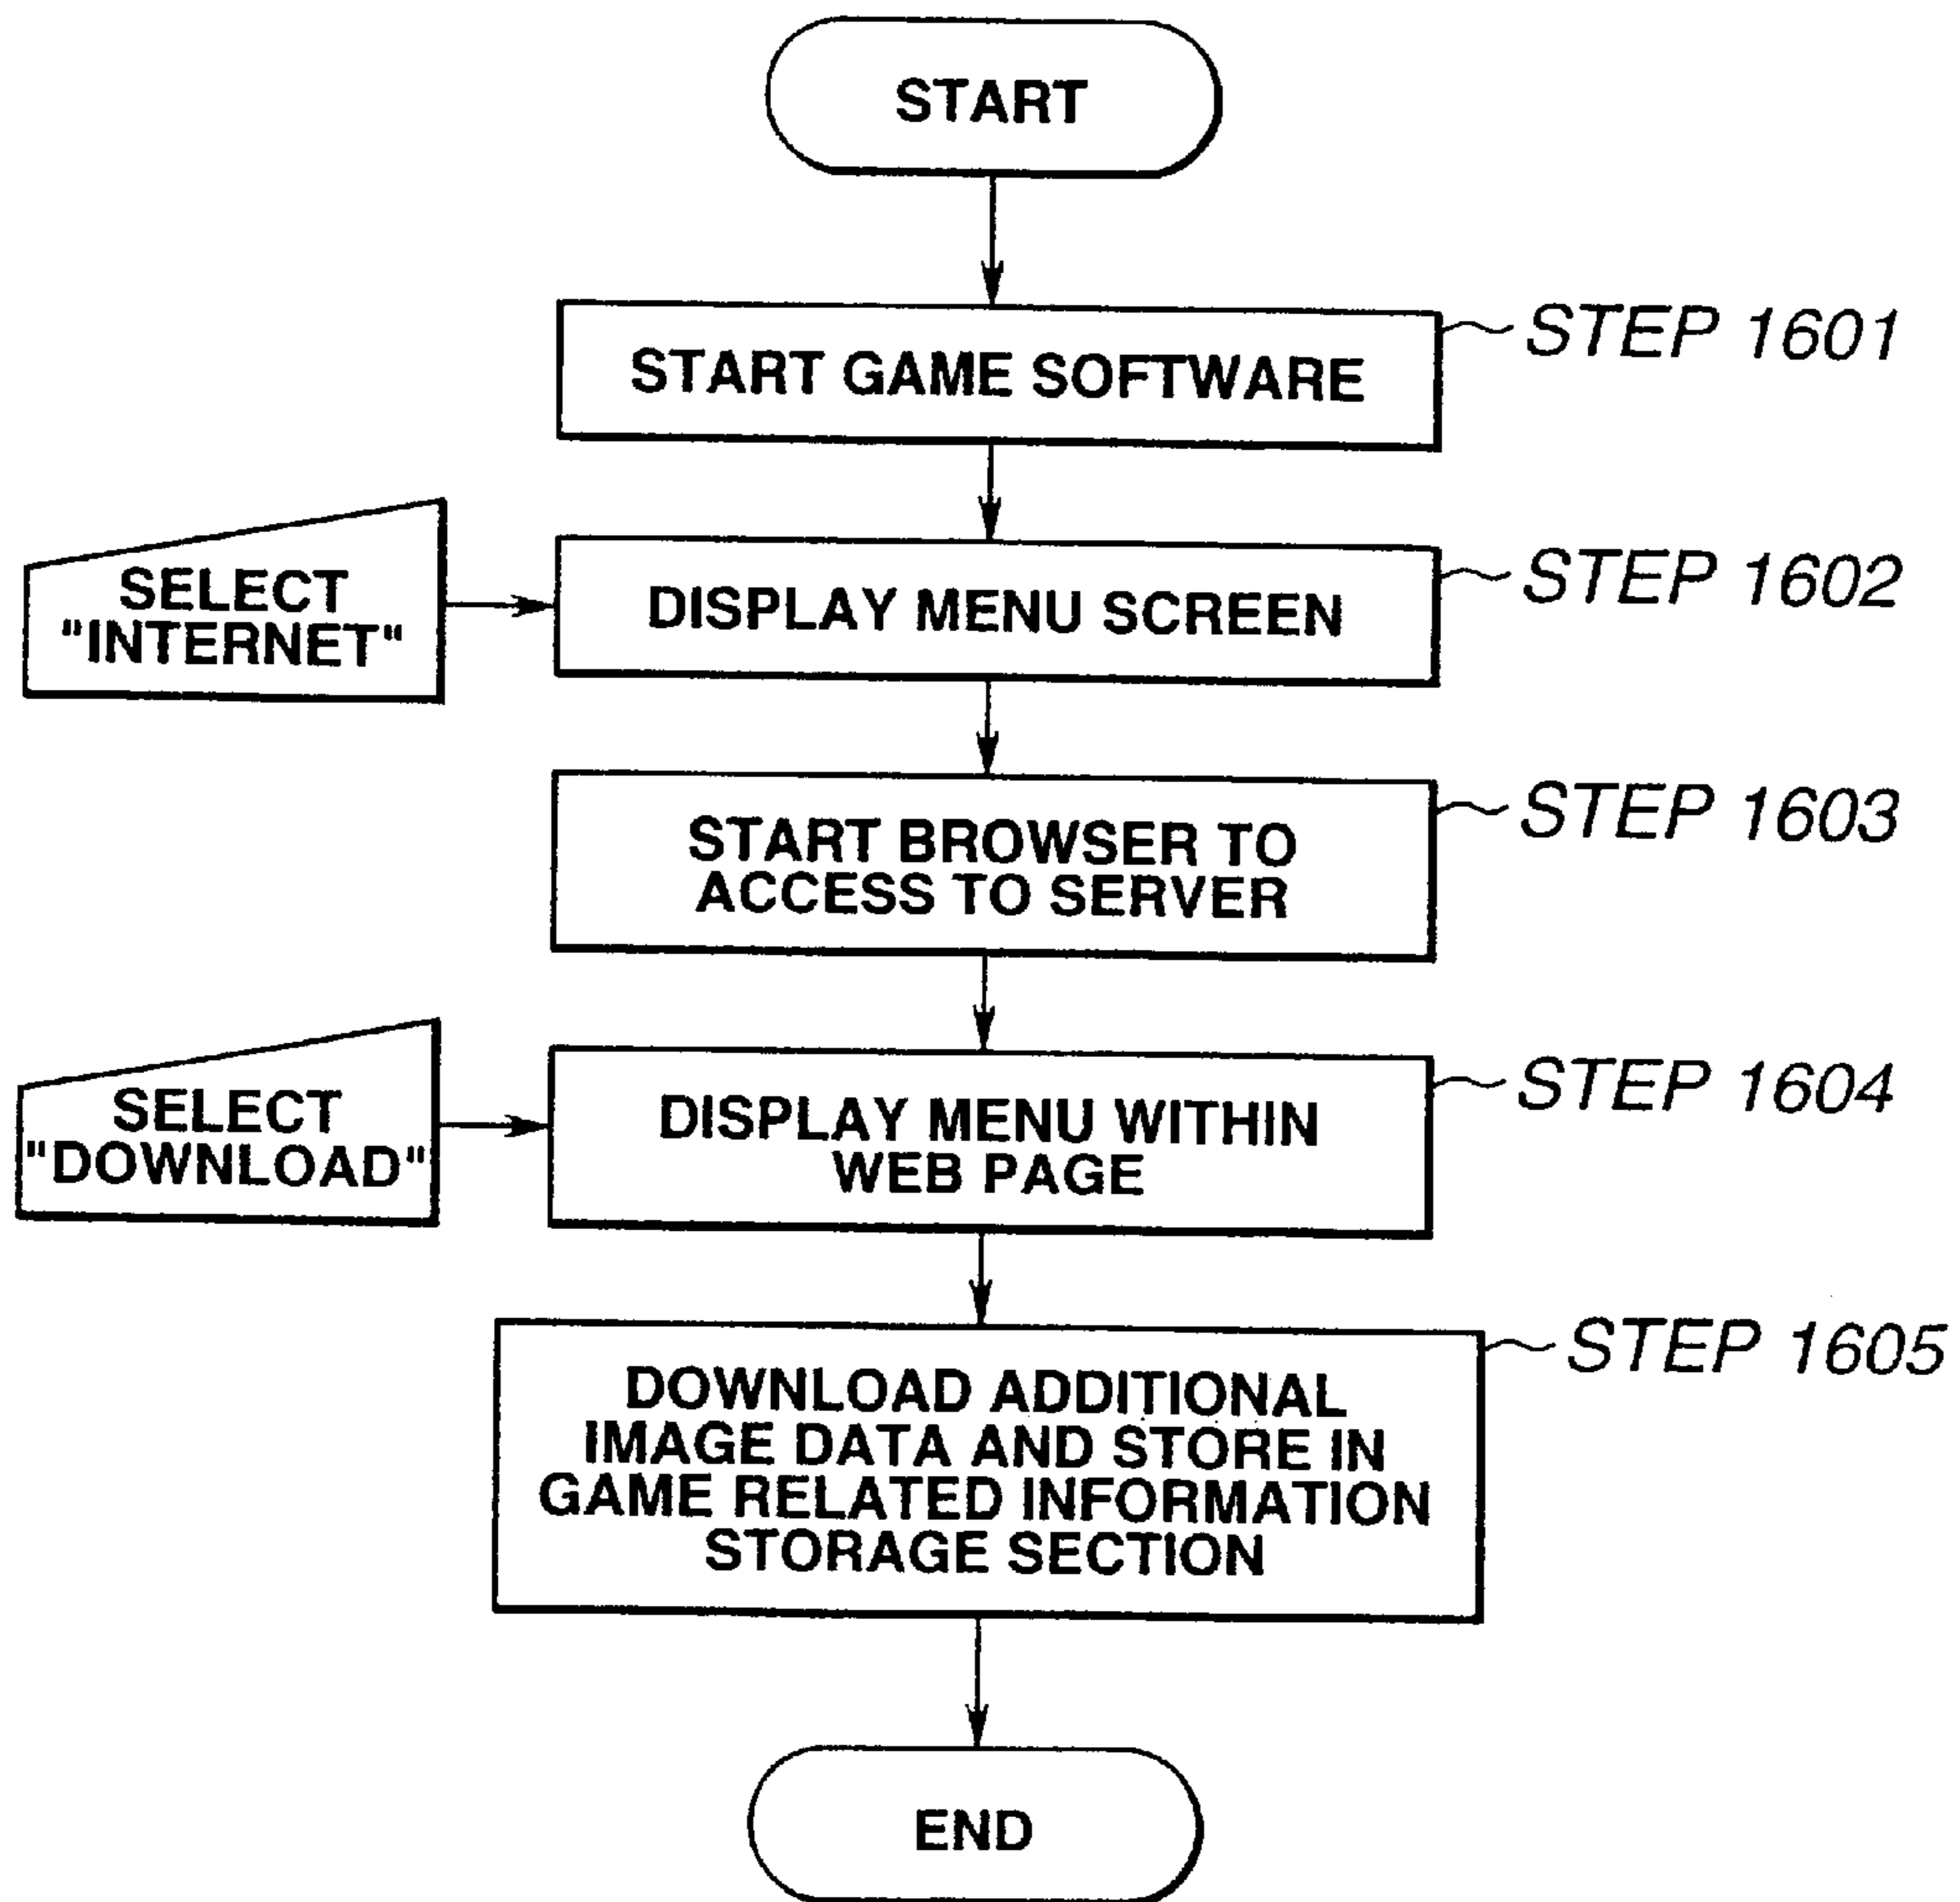 START
START GAME SOFTWARE
STEP 1601
SELECT
"INTERNET"
DISPLAY MENU SCREEN
STEP 1602
START BROWSER TO
ACCESS TO SERVER
STEP 1603
SELECT
"DOWNLOAD"
DISPLAY MENU WITHIN
WEB PAGE
STEP 1604
DOWNLOAD ADDITIONAL
IMAGE DATA AND STORE IN
GAME RELATED INFORMATION
STORAGE SECTION
STEP 1605
END